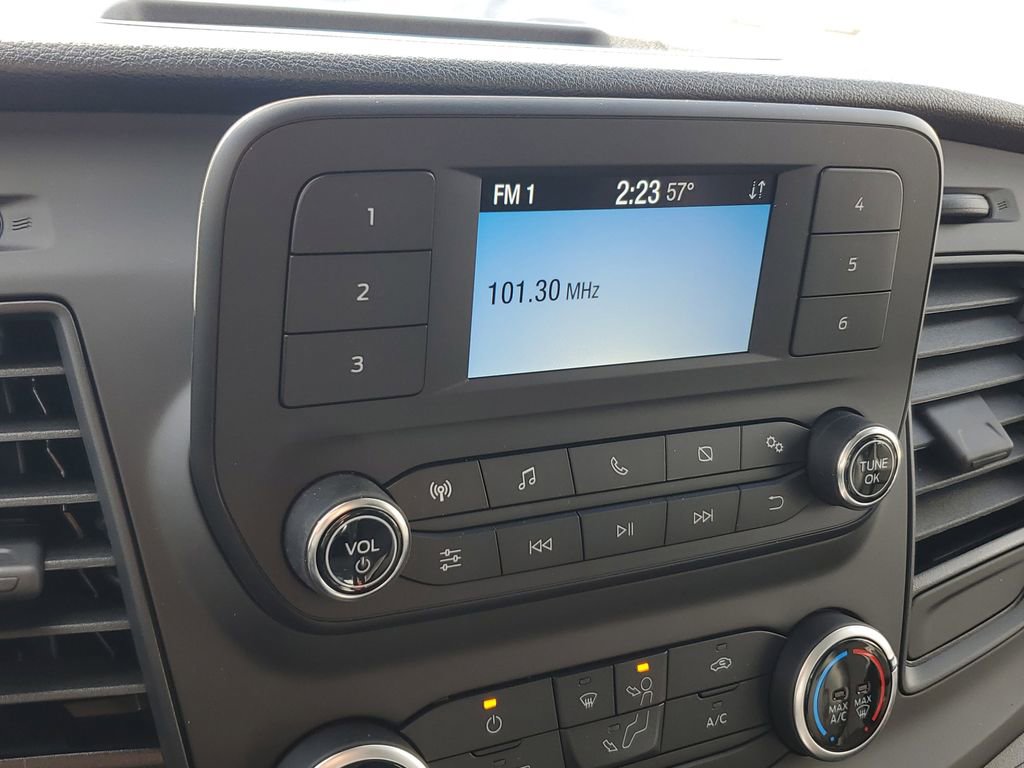 FM 1 2:23 57°
101.30 MHz
1
2
3
4
5
6
VOL
TUNE
OK
A/C
MAX
A/C
MAX